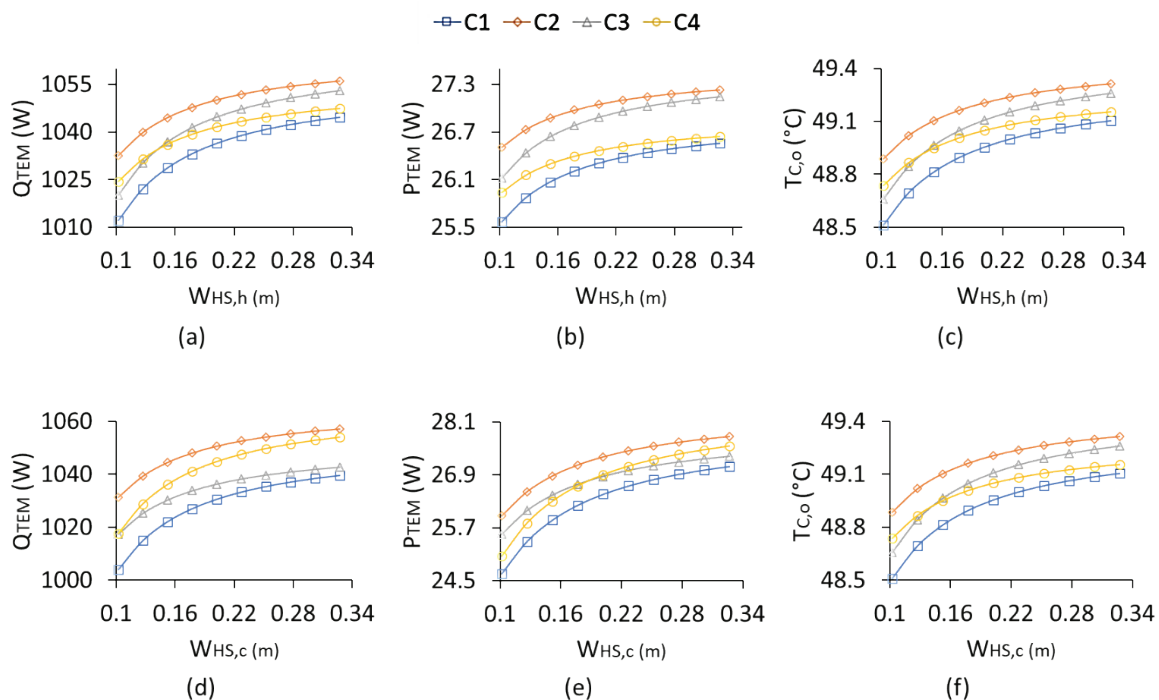 C1 C2 C3 C4
QTEM (W)
1055
1040
1025
1010
0.1 0.16 0.22 0.28 0.34
WHS,h (m)
(a)
PTEM (W)
27.3
26.7
26.1
25.5
0.1 0.16 0.22 0.28 0.34
WHS,h (m)
(b)
TC,o (°C)
49.4
49.1
48.8
48.5
0.1 0.16 0.22 0.28 0.34
WHS,h (m)
(c)
QTEM (W)
1060
1040
1020
1000
0.1 0.16 0.22 0.28 0.34
WHS,c (m)
(d)
PTEM (W)
28.1
26.9
25.7
24.5
0.1 0.16 0.22 0.28 0.34
WHS,c (m)
(e)
TC,o (°C)
49.4
49.1
48.8
48.5
0.1 0.16 0.22 0.28 0.34
WHS,c (m)
(f)